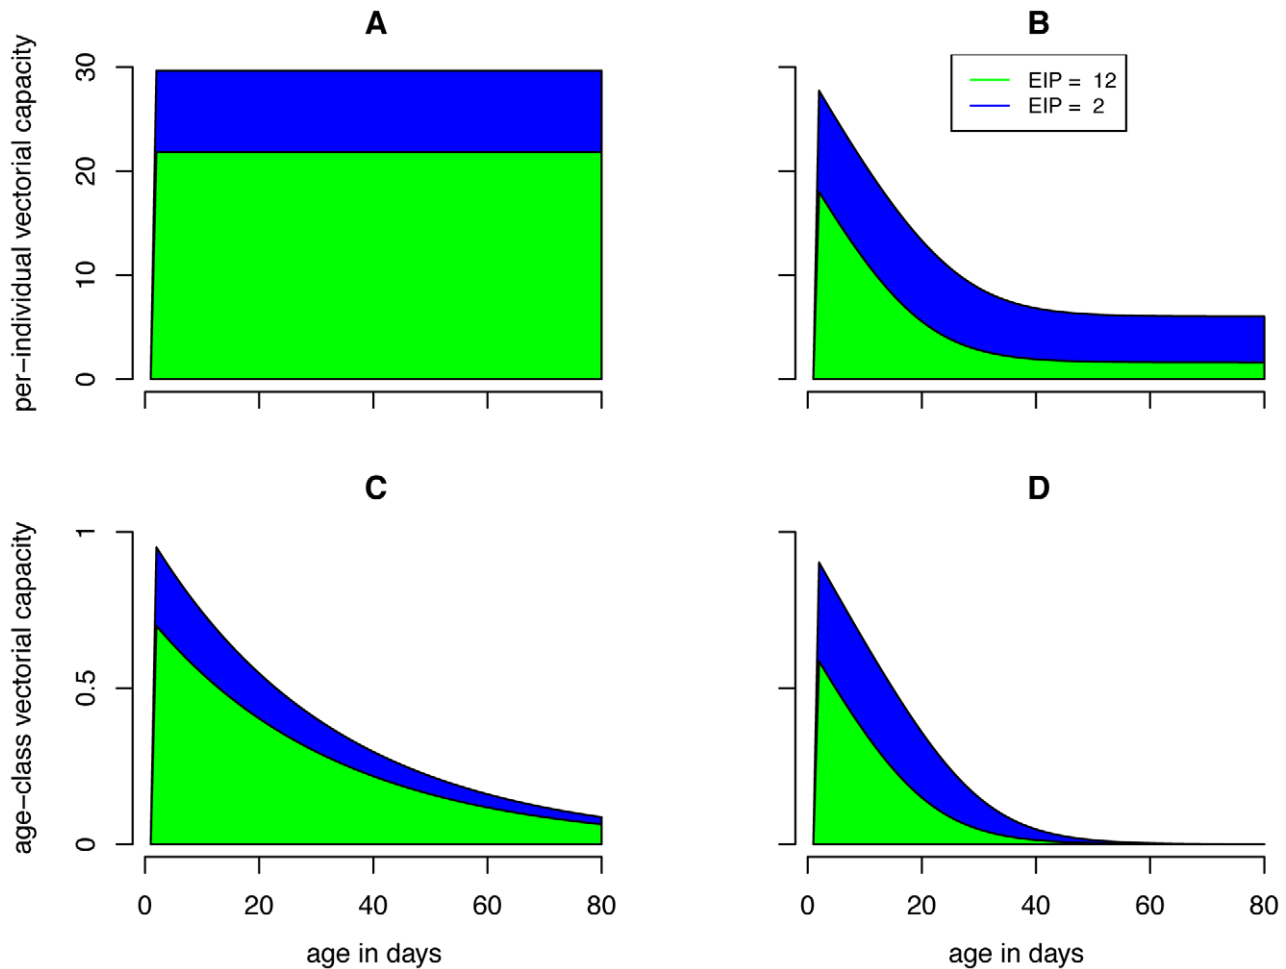 A
B
per−individual vectorial capacity
30
20
10
0
EIP = 12
EIP = 2
C
D
age−class vectorial capacity
1
0.5
0
0 20 40 60 80
0 20 40 60 80
age in days
age in days